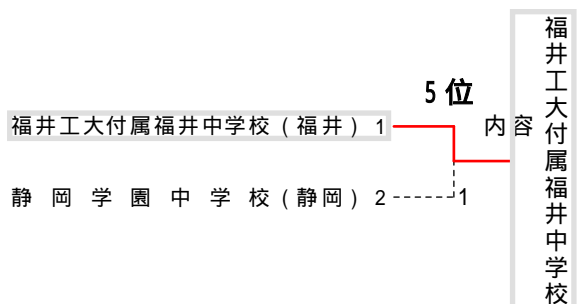 5位
福井工大付属福井中学校（福井）1
内容
静岡学園中学校（静岡）2
1
福井工大付属福井中学校